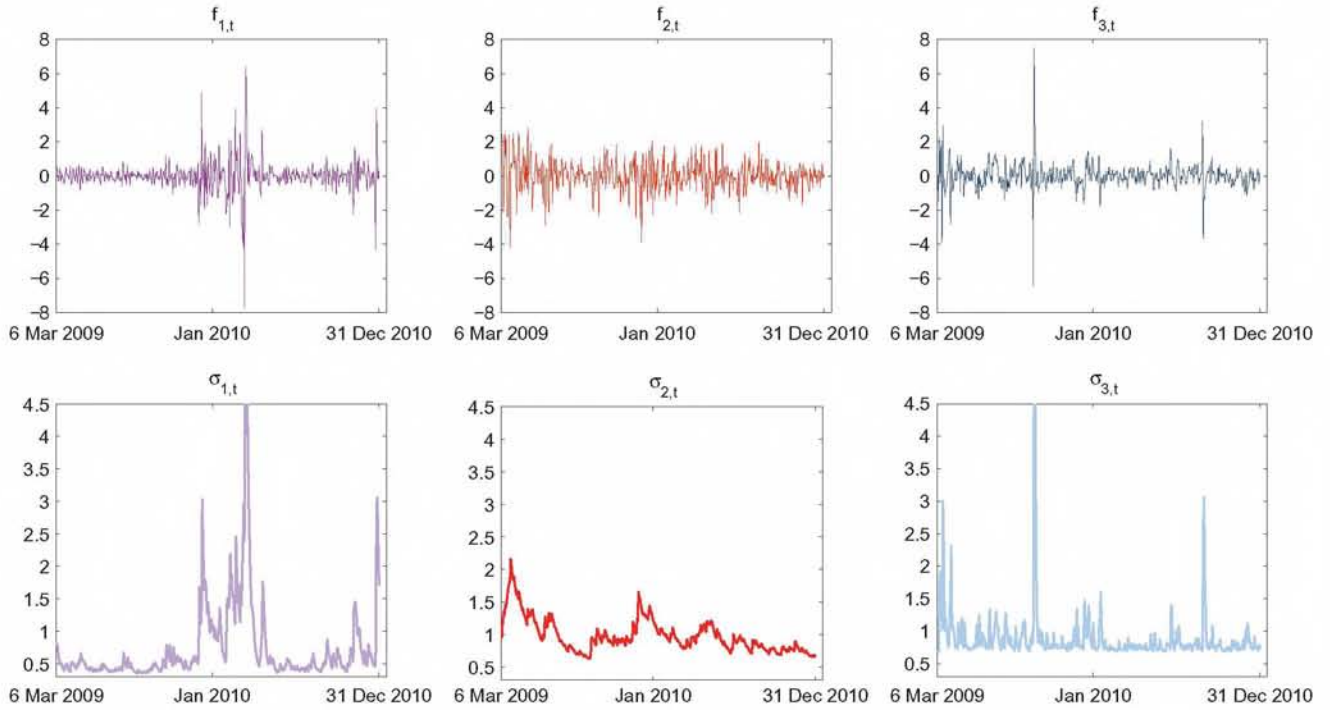 f1,t
f2,t
f3,t
8
6
4
2
0
−2
−4
−6
−8
6 Mar 2009
Jan 2010
31 Dec 2010
8
6
4
2
0
−2
−4
−6
−8
6 Mar 2009
Jan 2010
31 Dec 2010
8
6
4
2
0
−2
−4
−6
−8
6 Mar 2009
Jan 2010
31 Dec 2010
σ1,t
σ2,t
σ3,t
4.5
4
3.5
3
2.5
2
1.5
1
0.5
6 Mar 2009
Jan 2010
31 Dec 2010
4.5
4
3.5
3
2.5
2
1.5
1
0.5
6 Mar 2009
Jan 2010
31 Dec 2010
4.5
4
3.5
3
2.5
2
1.5
1
0.5
6 Mar 2009
Jan 2010
31 Dec 2010